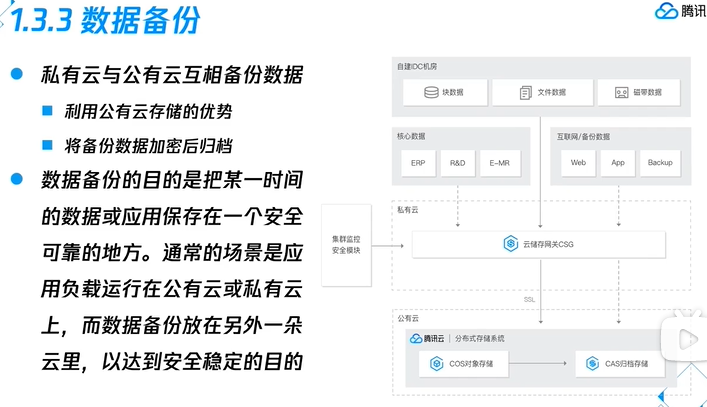 1.3.3 数据备份
腾讯
私有云与公有云互相备份数据
利用公有云存储的优势
将备份数据加密后归档
数据备份的目的是把某一时间
的数据或应用保存在一个安全
可靠的地方。通常的场景是应
用负载运行在公有云或私有云
上，而数据备份放在另外一朵
云里，以达到安全稳定的目的
自建IDC机房
块数据
文件数据
磁带数据
核心数据
ERP
R&D
E-MR
互联网/备份数据
Web
App
Backup
私有云
集群监控
安全模块
云储存网关CSG
SSL
公有云
腾讯云 | 分布式存储系统
COS对象存储
CAS归档存储